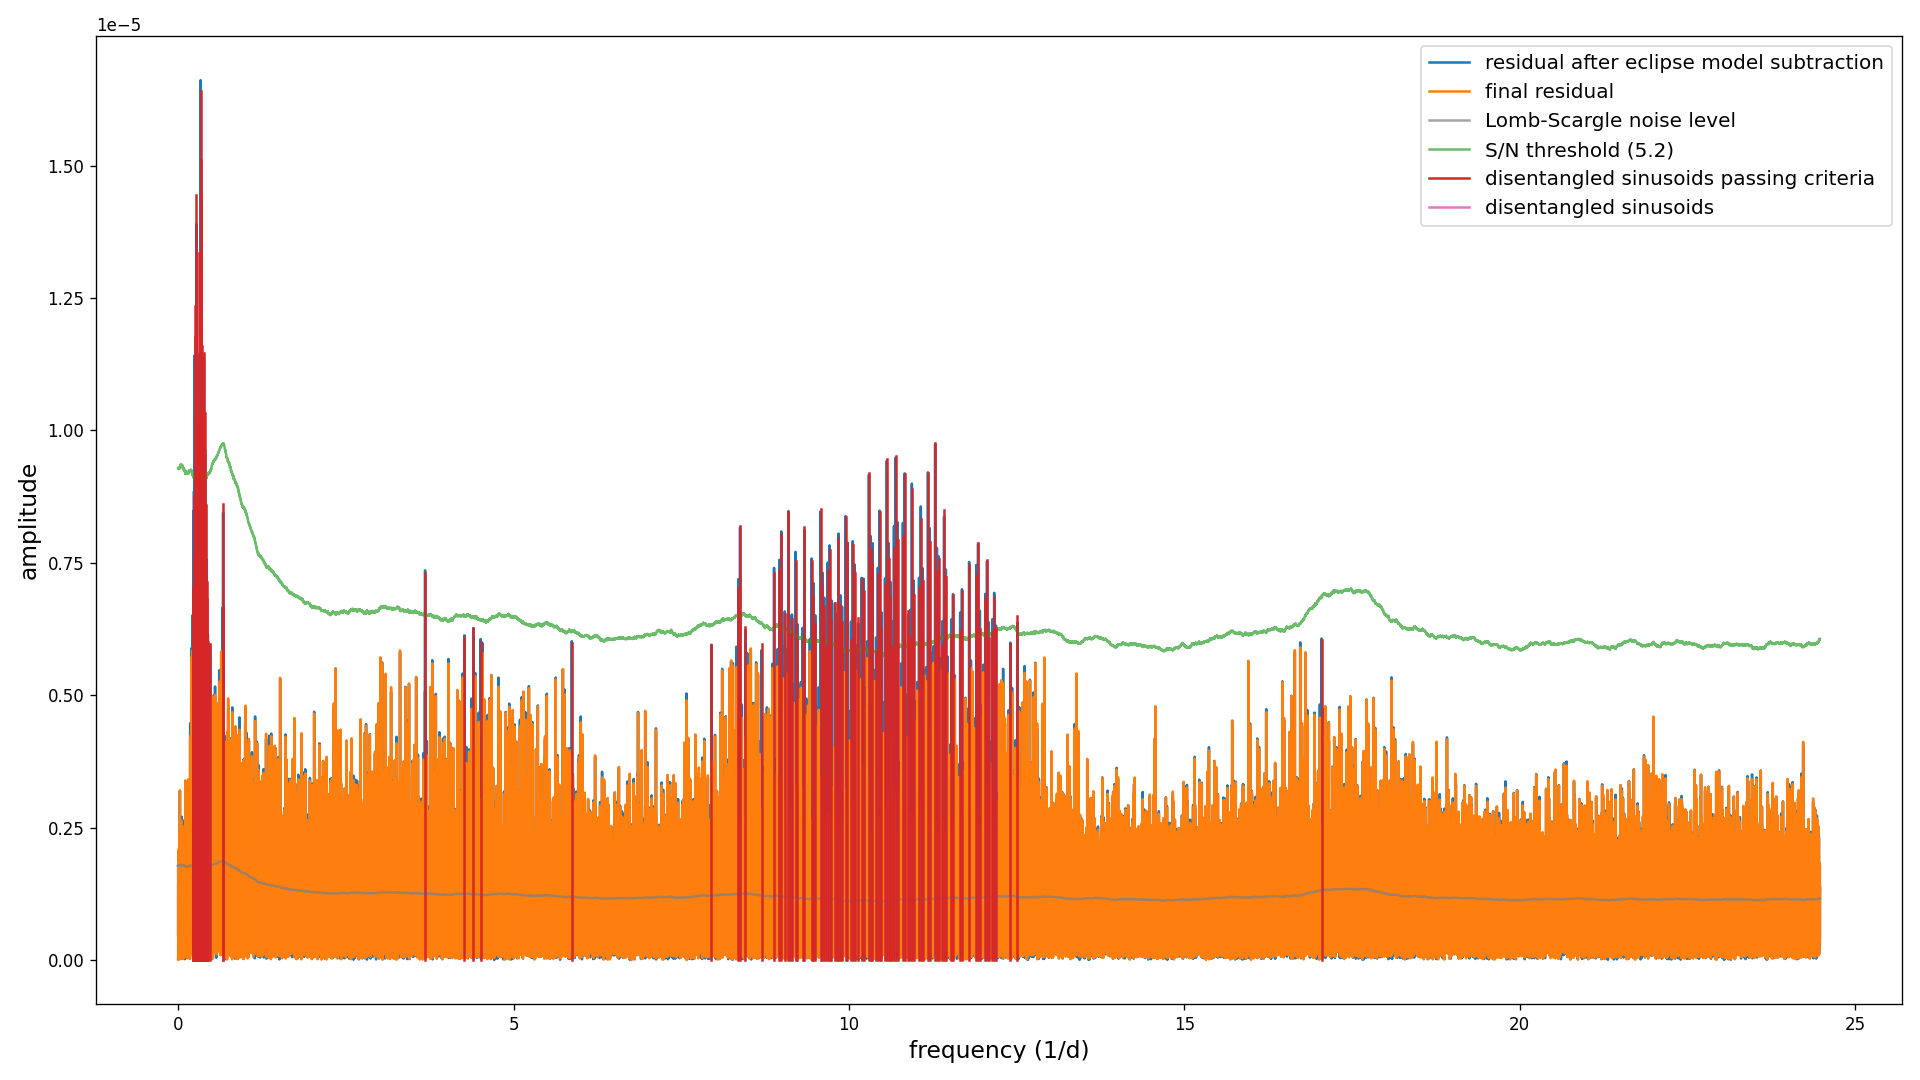 1e−5
residual after eclipse model subtraction
final residual
Lomb-Scargle noise level
S/N threshold (5.2)
disentangled sinusoids passing criteria
disentangled sinusoids
1.50
1.25
1.00
0.75
0.50
0.25
0.00
amplitude
0 5 10 15 20 25
frequency (1/d)